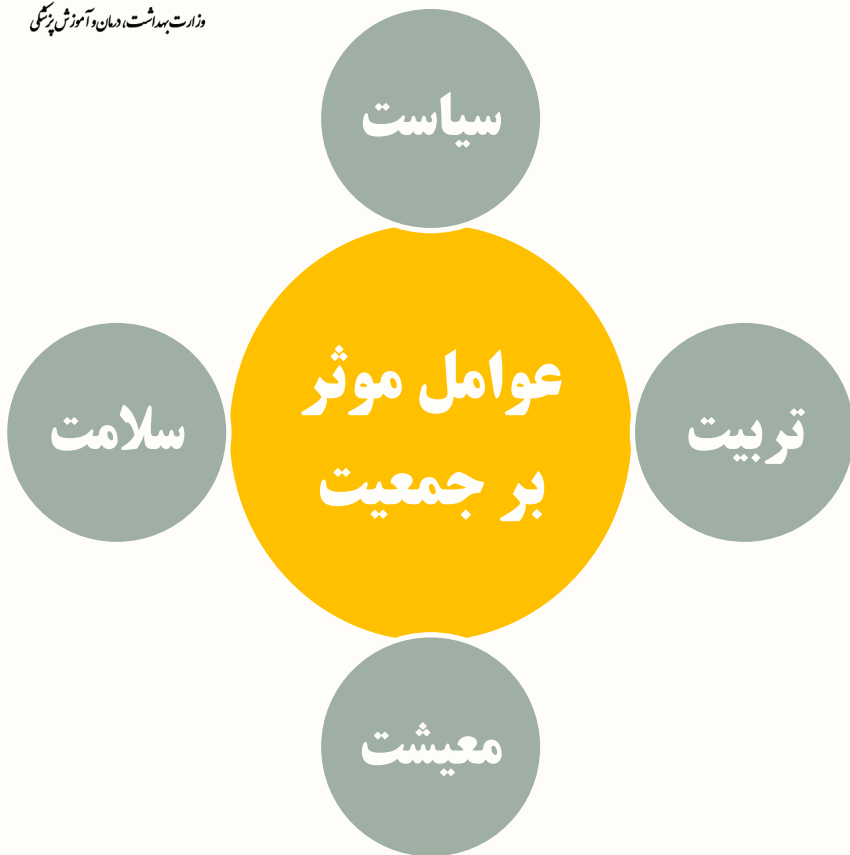 وزارت بهداشت، درمان و آموزش پزشکی
سیاست
عوامل موثر
بر جمعیت
تربیت
سلامت
معیشت